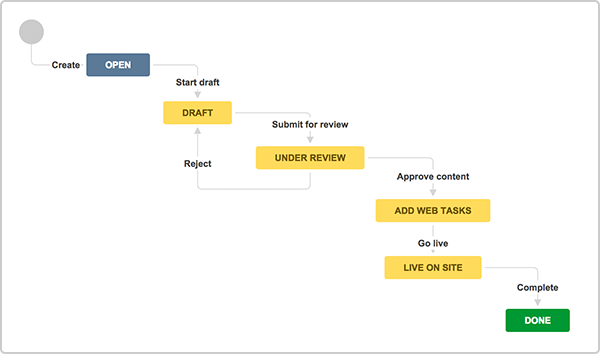 Create
OPEN
Start draft
DRAFT
Submit for review
Reject
UNDER REVIEW
Approve content
ADD WEB TASKS
Go live
LIVE ON SITE
Complete
DONE